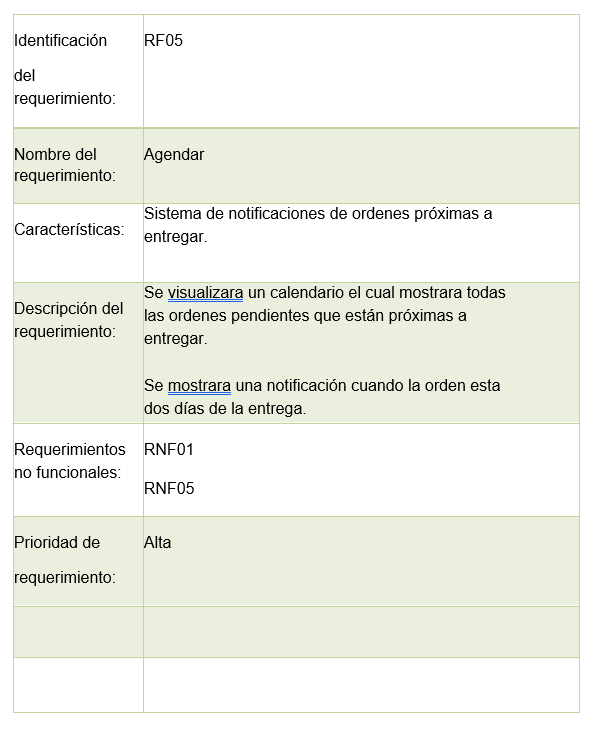 Identificación
del
requerimiento:
RF05
Nombre del
requerimiento:
Agendar
Características:
Sistema de notificaciones de ordenes próximas a
entregar.
Descripción del
requerimiento:
Se visualizara un calendario el cual mostrara todas
las ordenes pendientes que están próximas a
entregar.
Se mostrara una notificación cuando la orden esta
dos días de la entrega.
Requerimientos
no funcionales:
RNF01
RNF05
Prioridad de
requerimiento:
Alta